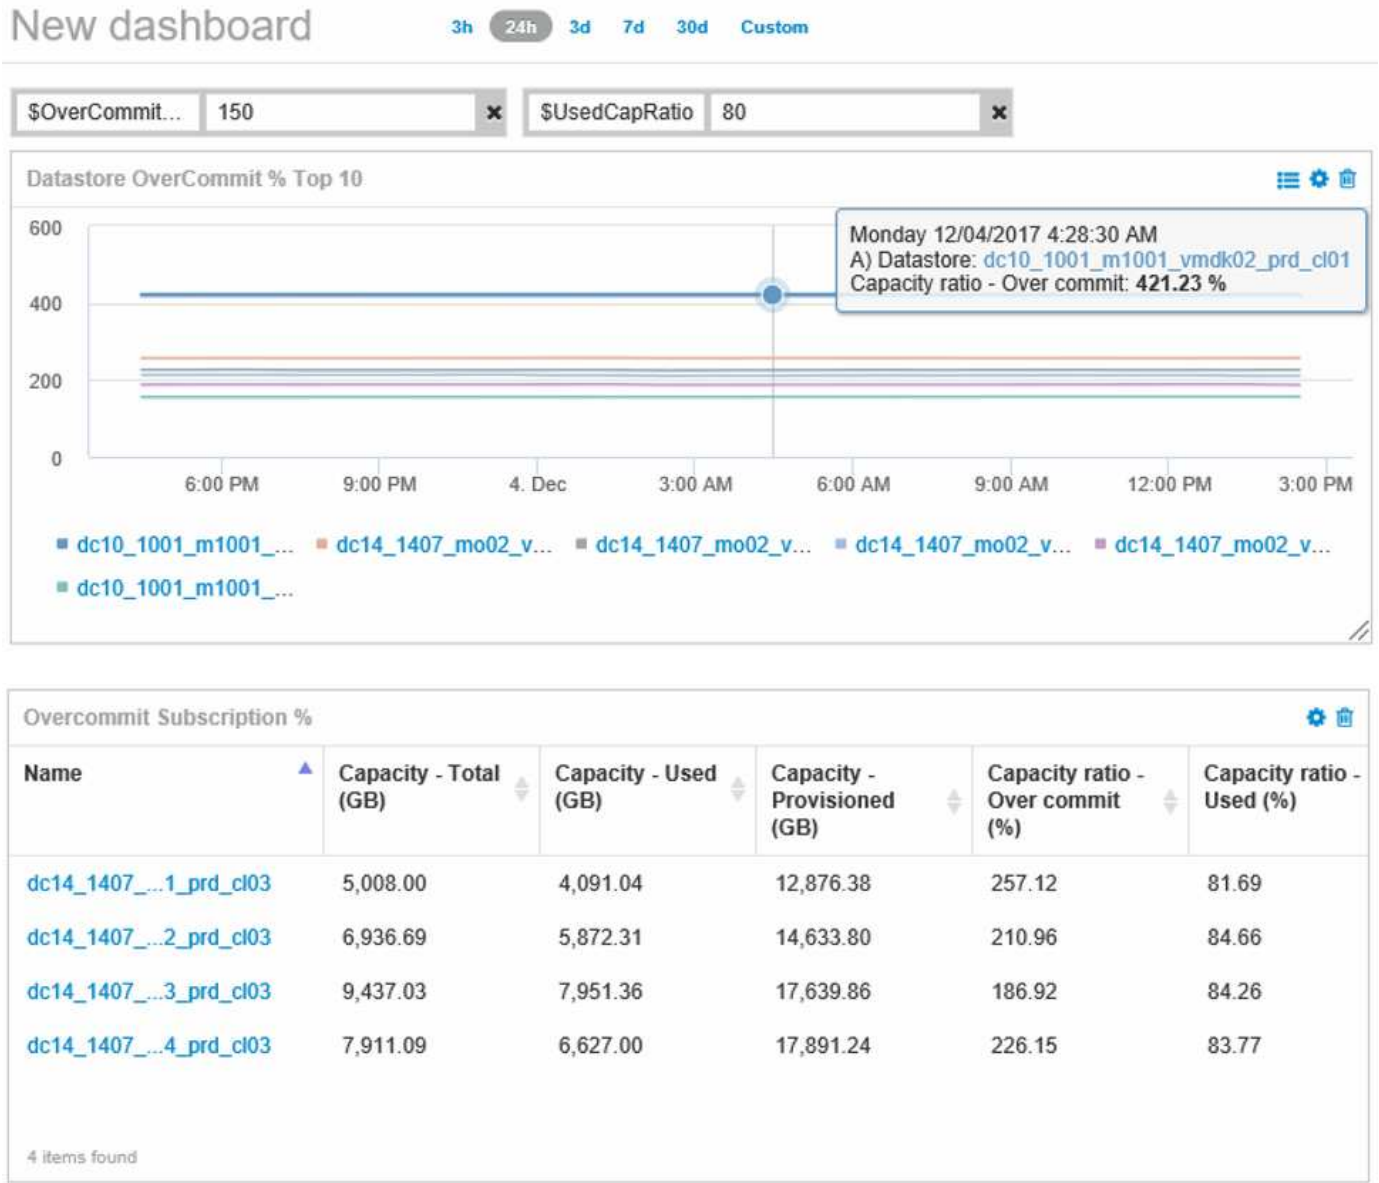 New dashboard 3h 24h 3d 7d 30d Custom
$OverCommit... 150 × $UsedCapRatio 80 ×
Datastore OverCommit % Top 10
Monday 12/04/2017 4:28:30 AM
A) Datastore: dc10_1001_m1001_vmdk02_prd_cl01
Capacity ratio - Over commit: 421.23 %
600
400
200
0
6:00 PM 9:00 PM 4. Dec 3:00 AM 6:00 AM 9:00 AM 12:00 PM 3:00 PM
dc10_1001_m1001_... dc14_1407_mo02_v... dc14_1407_mo02_v... dc14_1407_mo02_v... dc14_1407_mo02_v...
dc10_1001_m1001_...
Overcommit Subscription %
Name Capacity - Total (GB) Capacity - Used (GB) Capacity - Provisioned (GB) Capacity ratio - Over commit (%) Capacity ratio - Used (%)
dc14_1407_...1_prd_cl03 5,008.00 4,091.04 12,876.38 257.12 81.69
dc14_1407_...2_prd_cl03 6,936.69 5,872.31 14,633.80 210.96 84.66
dc14_1407_...3_prd_cl03 9,437.03 7,951.36 17,639.86 186.92 84.26
dc14_1407_...4_prd_cl03 7,911.09 6,627.00 17,891.24 226.15 83.77
4 items found